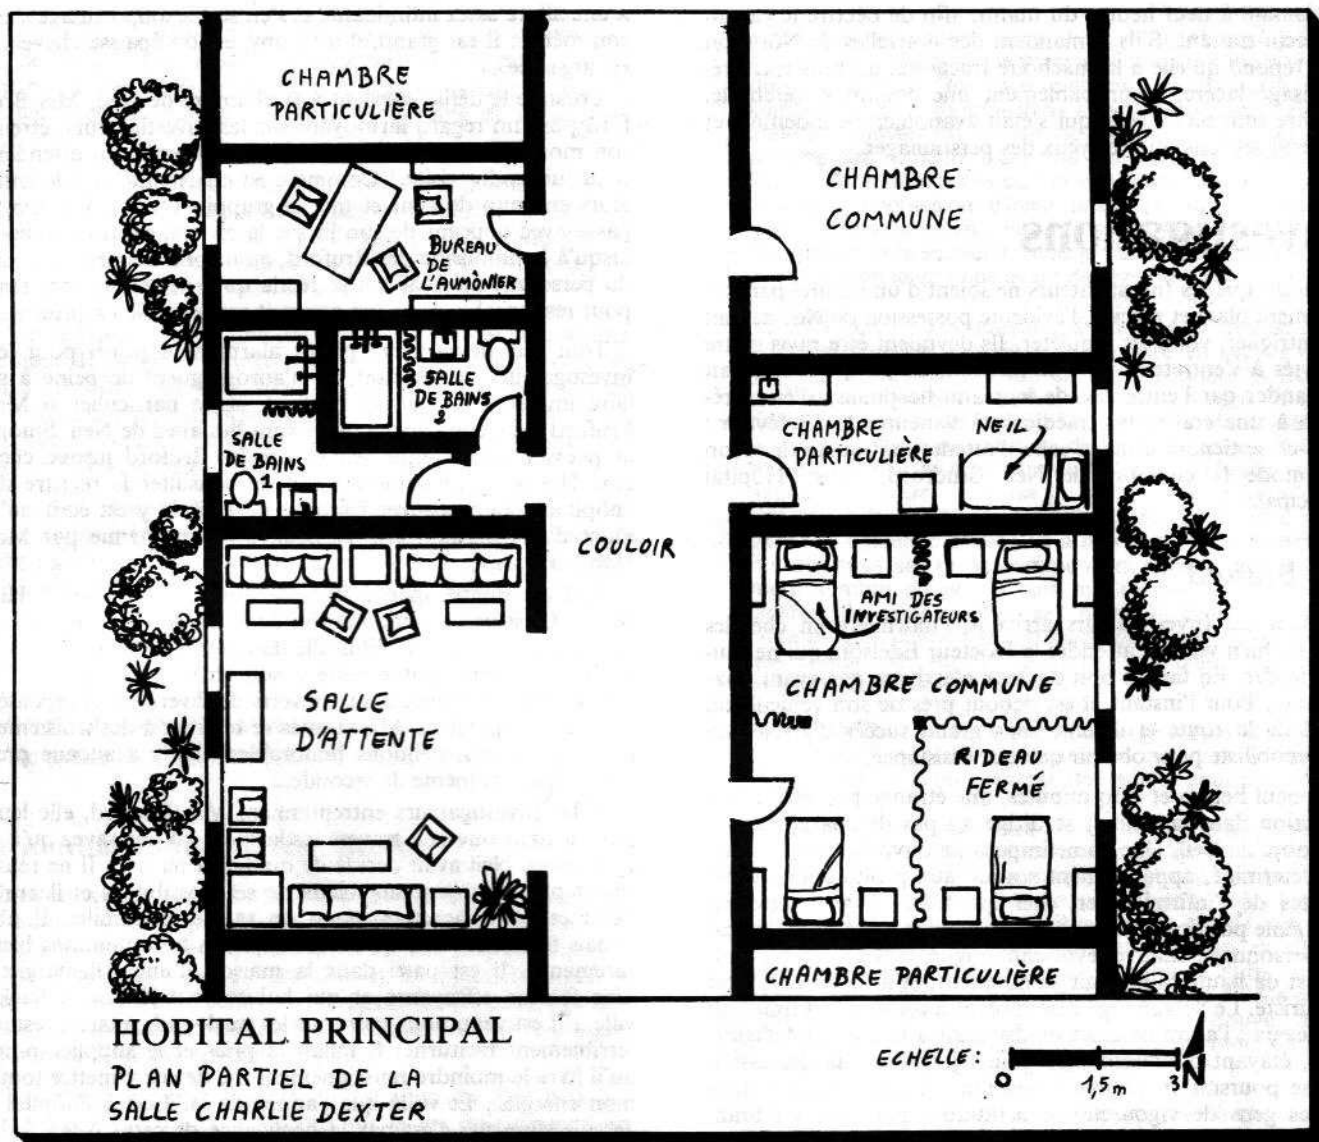 CHAMBRE
PARTICULIÈRE
CHAMBRE
COMMUNE
BUREAU
DE
L'AUMÔNIER
SALLE
DE BAINS
2
SALLE
DE BAINS
1
CHAMBRE
PARTICULIÈRE
NEIL
COULOIR
AMI DES
INVESTIGATEURS
CHAMBRE COMMUNE
SALLE
D'ATTENTE
RIDEAU
FERMÉ
CHAMBRE PARTICULIÈRE
HOPITAL PRINCIPAL
PLAN PARTIEL DE LA
SALLE CHARLIE DEXTER
ECHELLE:
0 1,5m 3
N